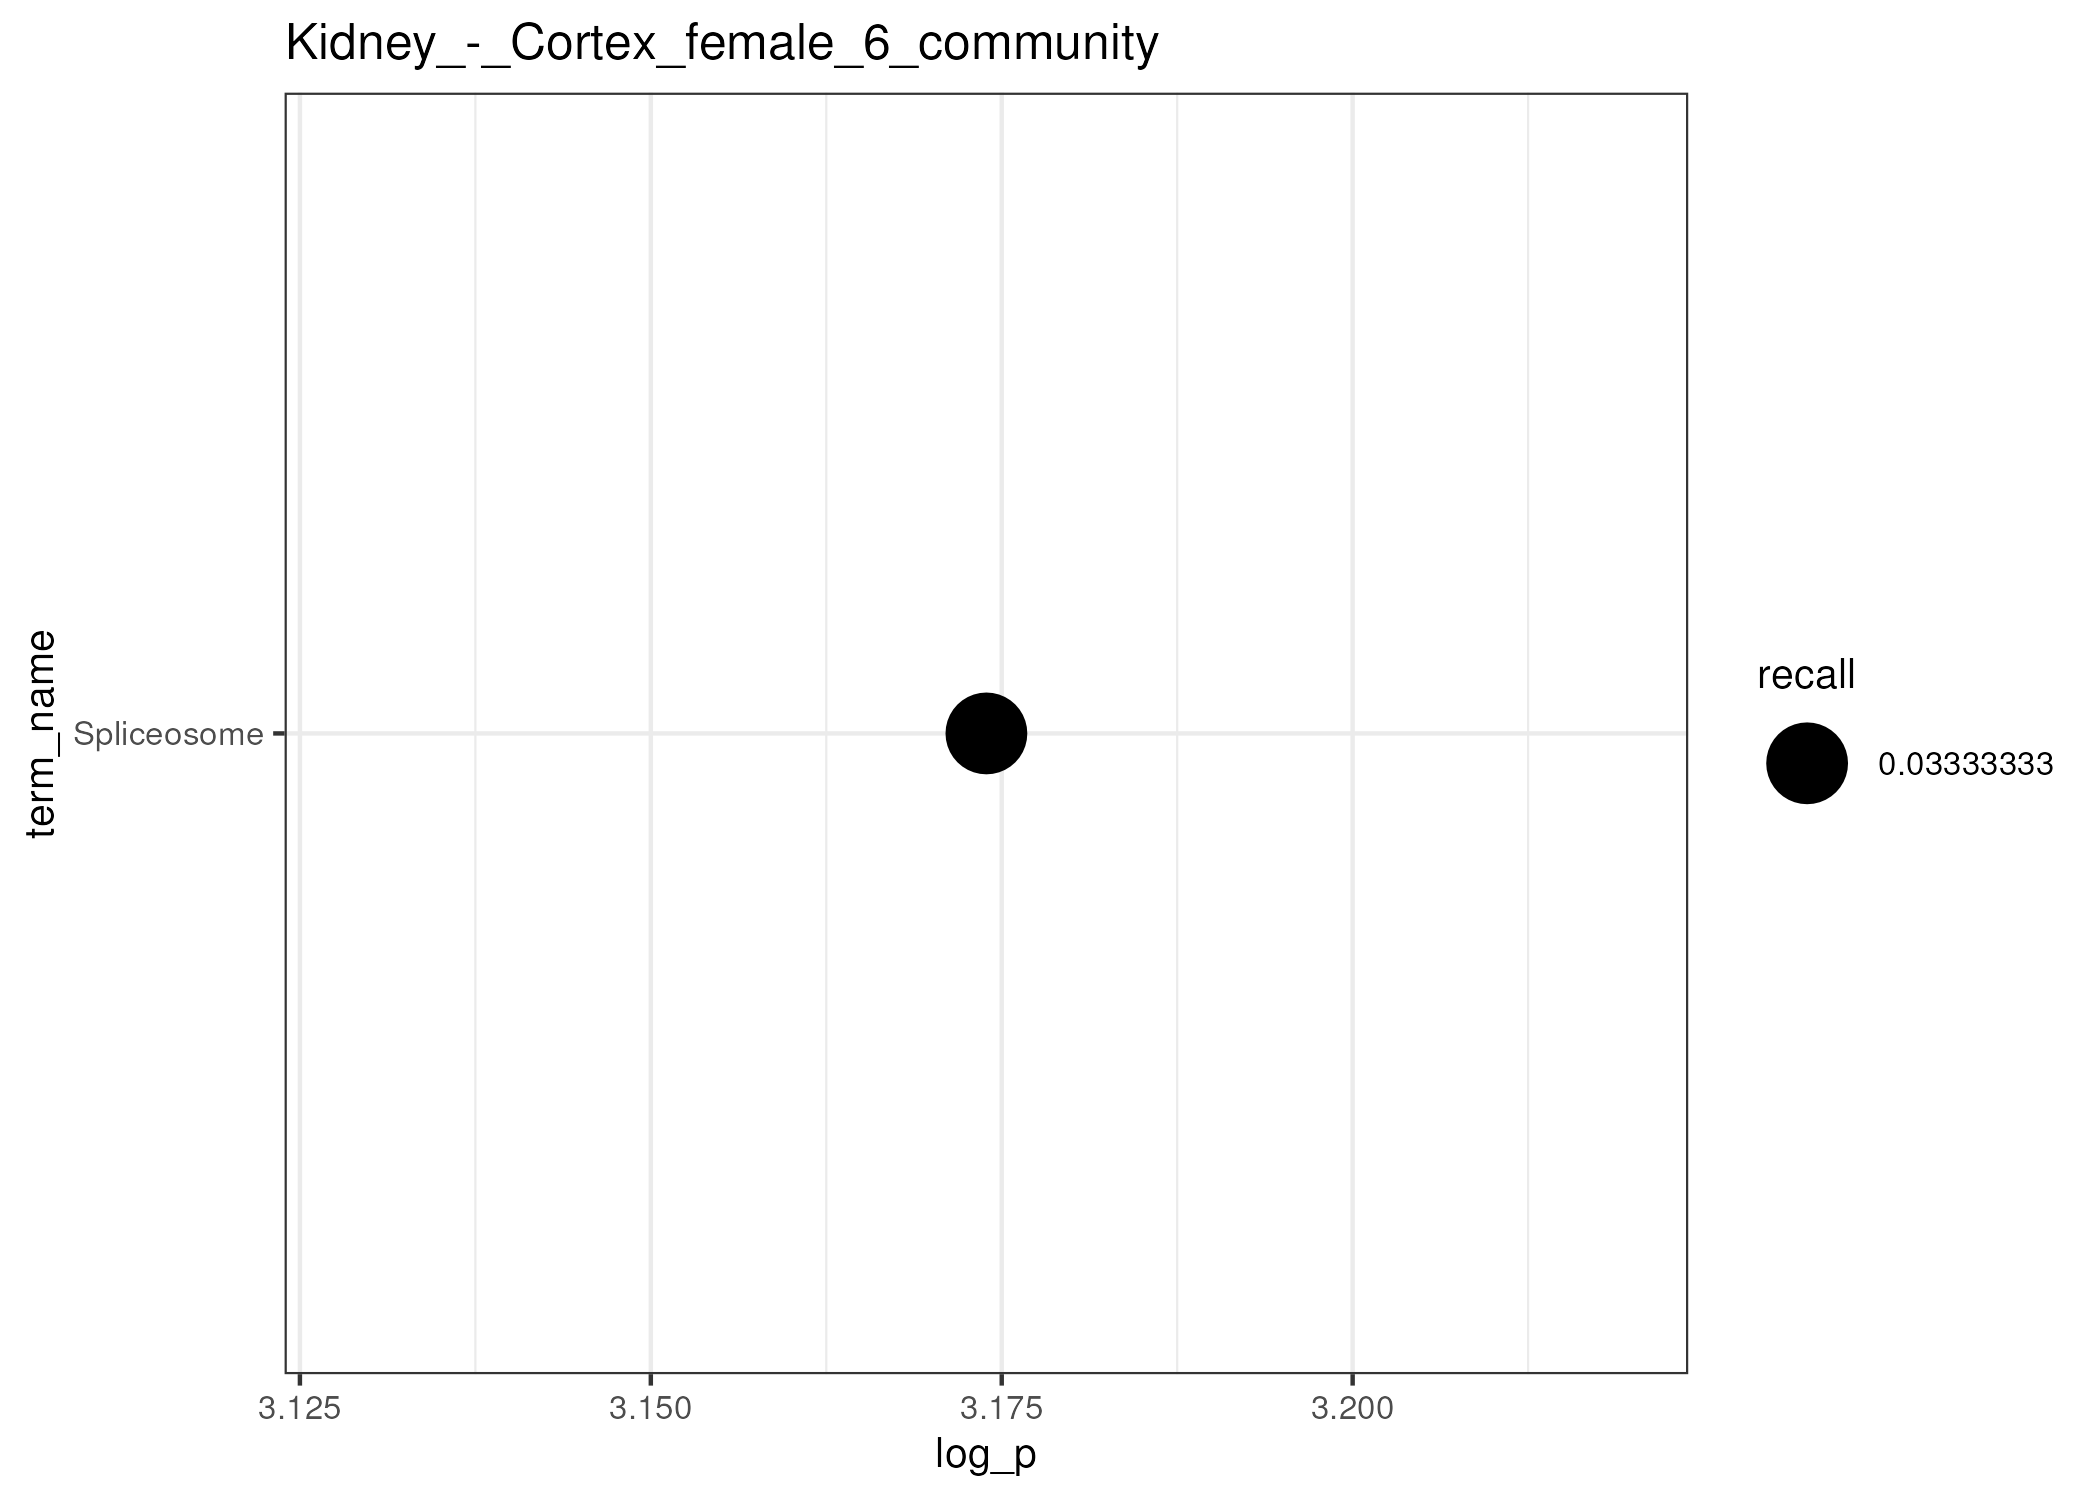 Kidney_-_Cortex_female_6_community
term_name
Spliceosome
recall
0.03333333
3.125
3.150
3.175
3.200
log_p